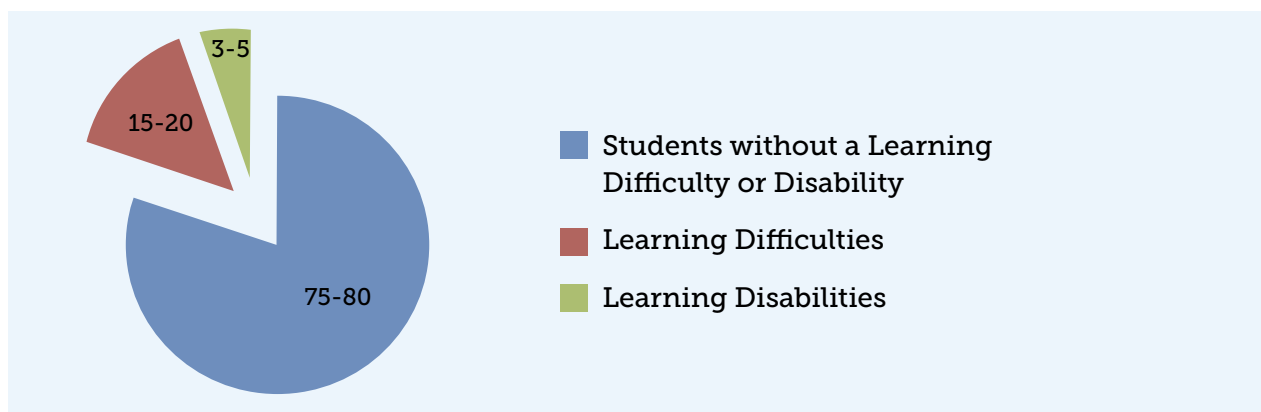 3-5
15-20
75-80
Students without a Learning
Difficulty or Disability
Learning Difficulties
Learning Disabilities